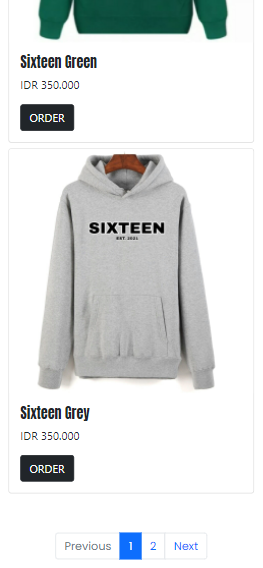 Sixteen Green
IDR 350.000
ORDER
SIXTEEN
EST. 2021
Sixteen Grey
IDR 350.000
ORDER
Previous 1 2 Next